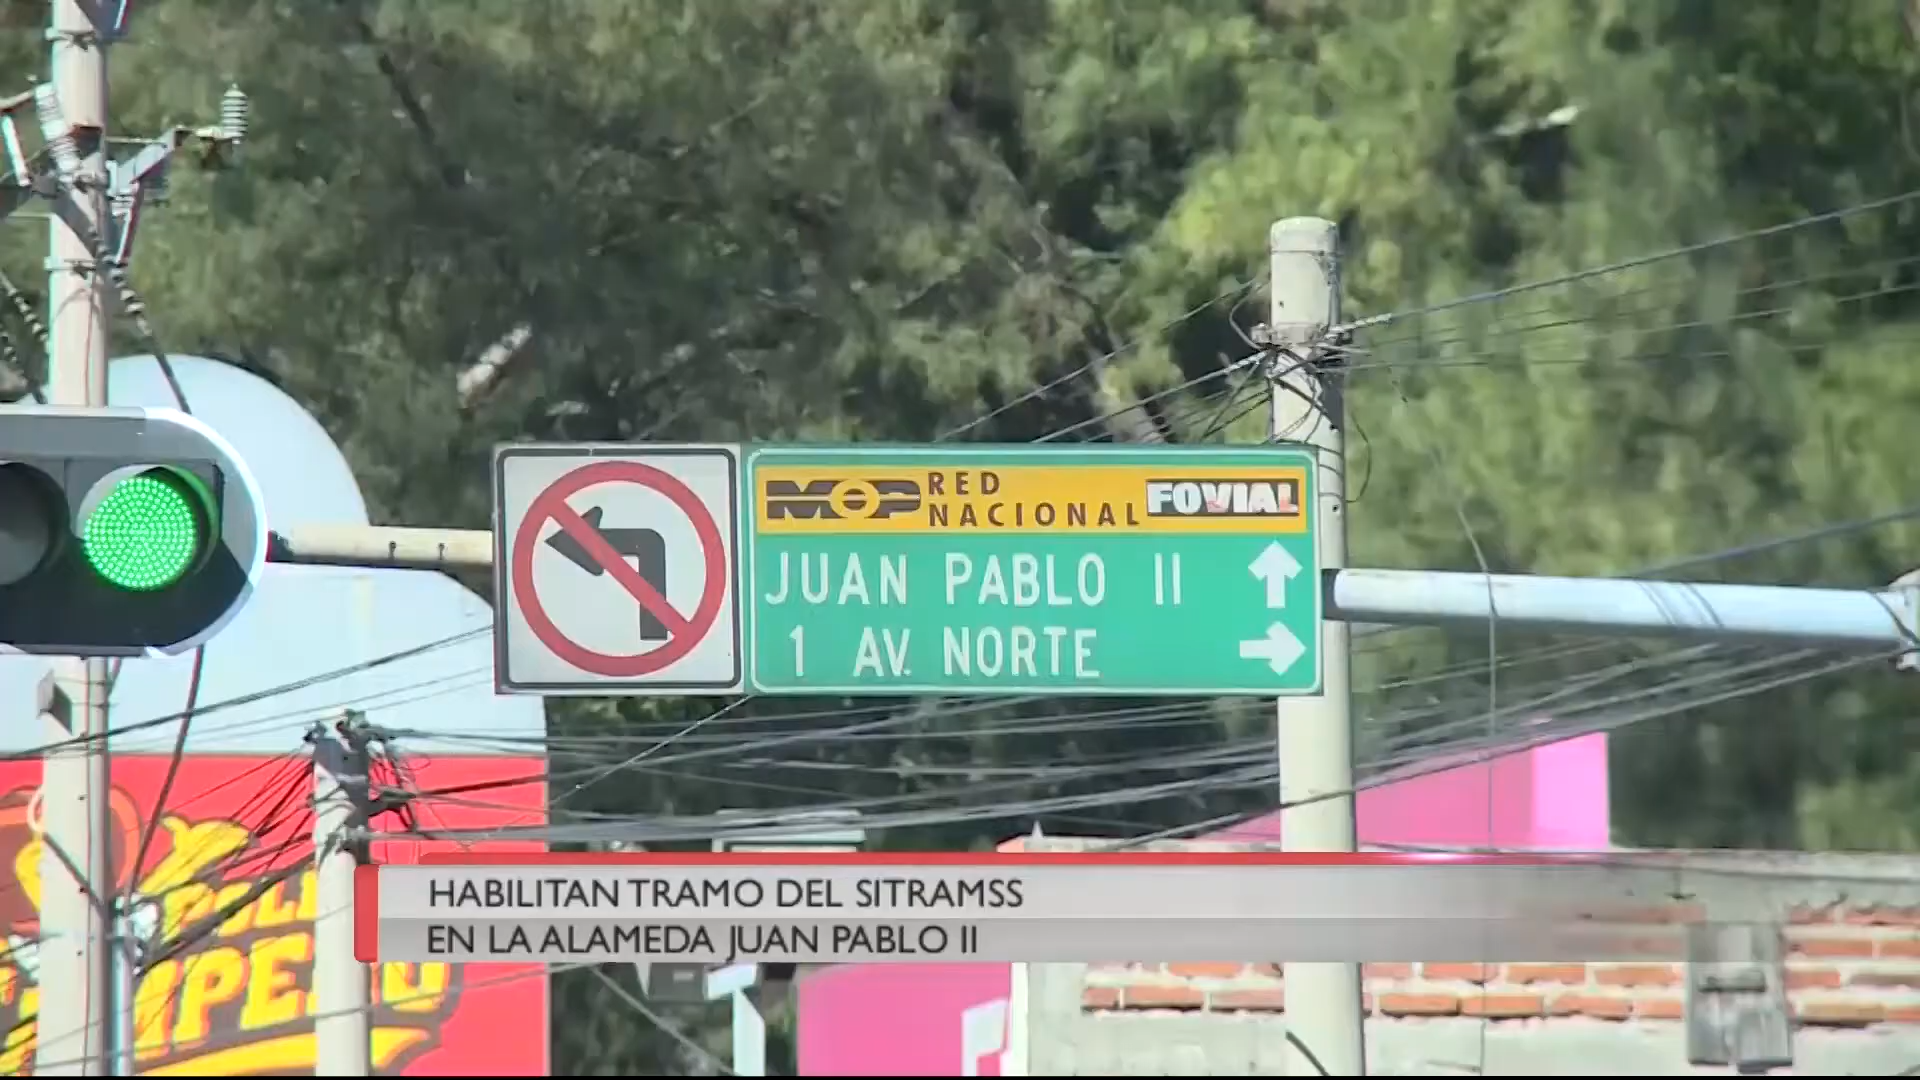 MOP RED NACIONAL FOVIAL
JUAN PABLO II
1 AV. NORTE
HABILITAN TRAMO DEL SITRAMSS
EN LA ALAMEDA JUAN PABLO II